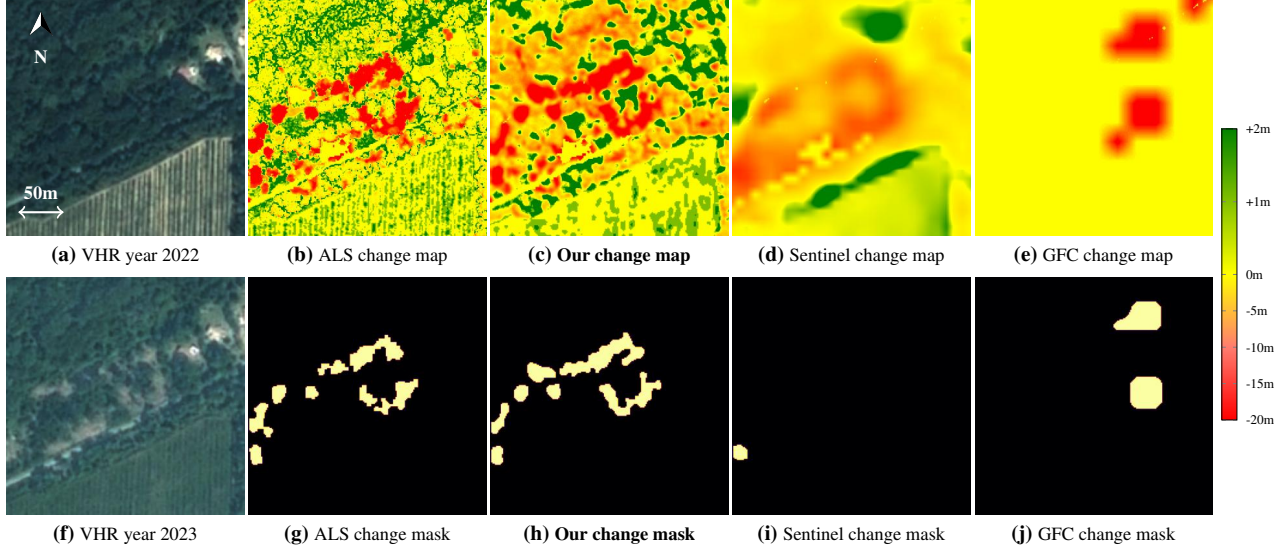 N
50m
(a) VHR year 2022
(b) ALS change map
(c) Our change map
(d) Sentinel change map
(e) GFC change map
+2m
+1m
0m
-5m
-10m
-15m
-20m
(f) VHR year 2023
(g) ALS change mask
(h) Our change mask
(i) Sentinel change mask
(j) GFC change mask